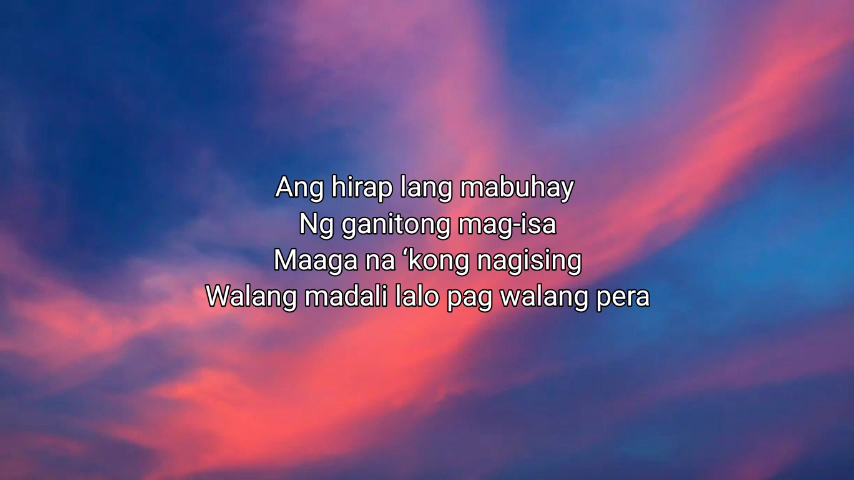 Ang hirap lang mabuhay
Ng ganitong mag-isa
Maaga na ‘kong nagising
Walang madali lalo pag walang pera